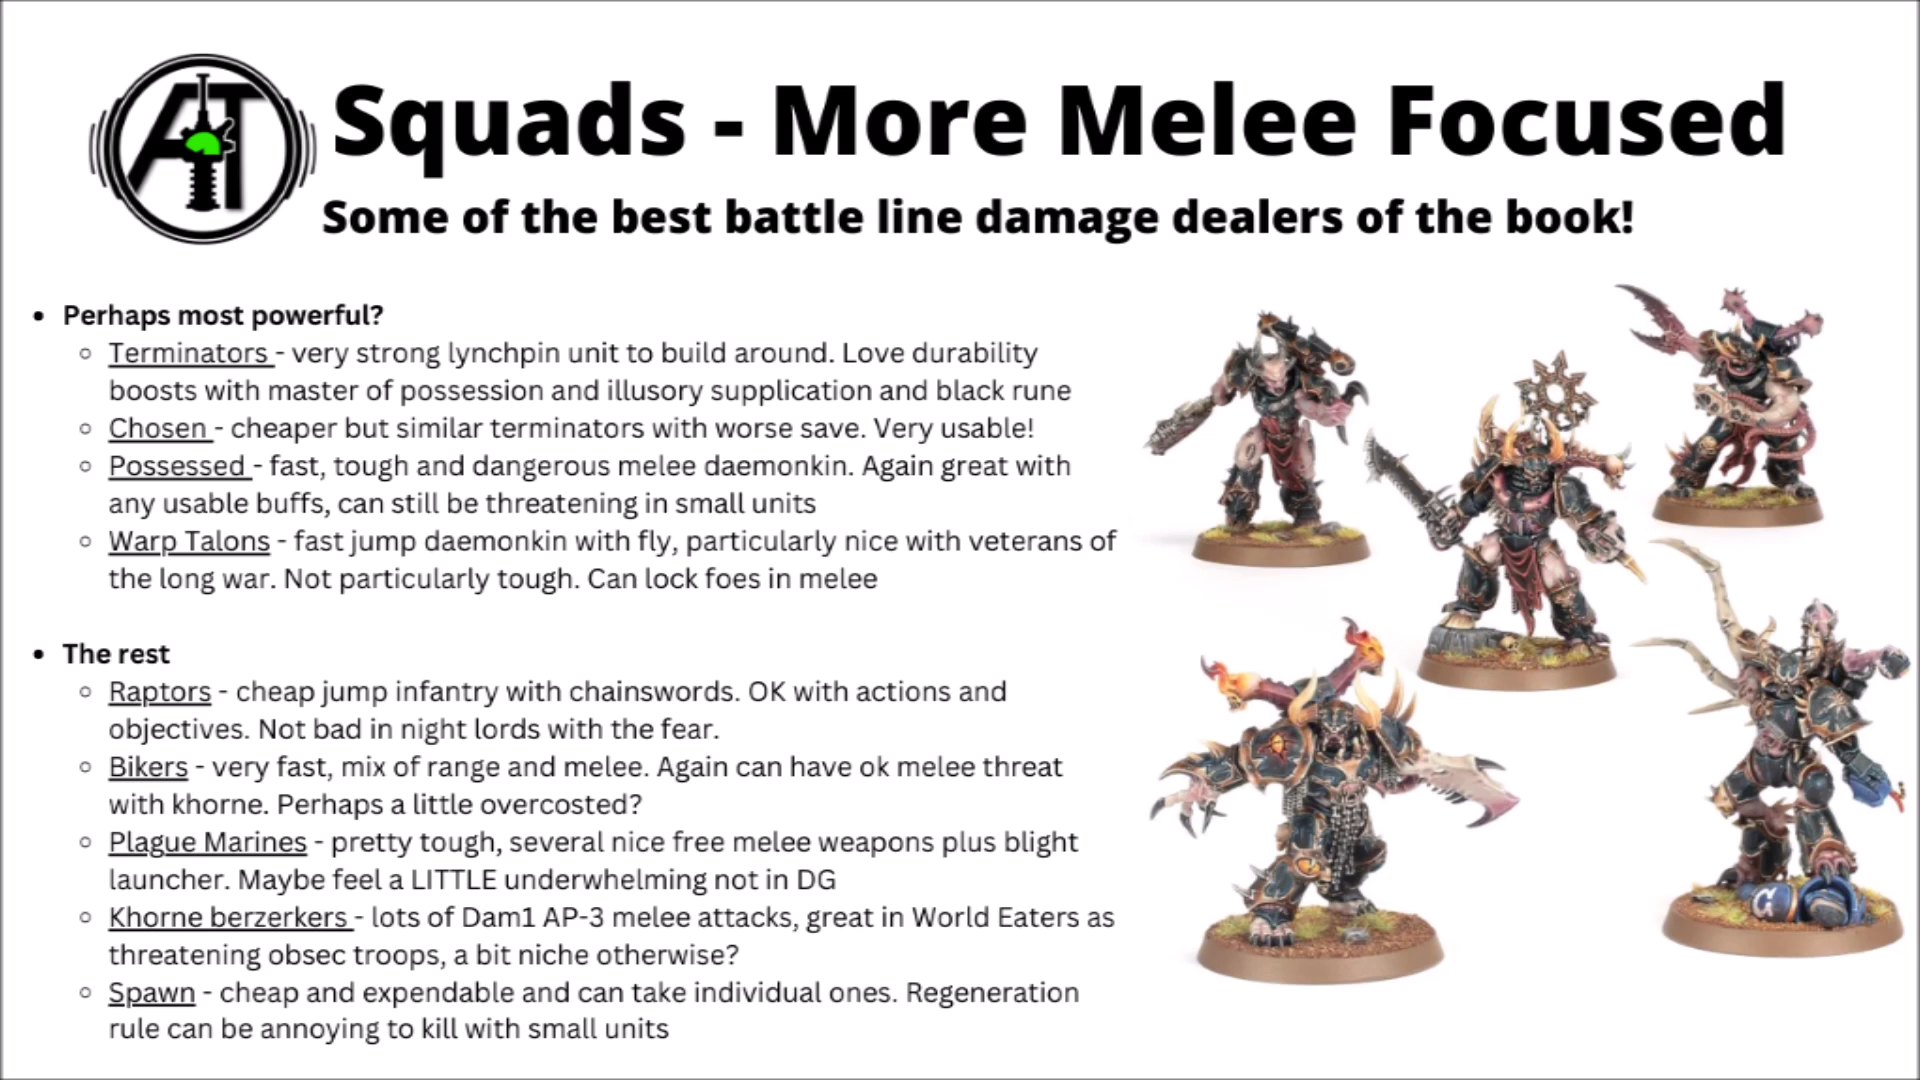 AT
Squads - More Melee Focused
Some of the best battle line damage dealers of the book!
• Perhaps most powerful?
○ Terminators - very strong lynchpin unit to build around. Love durability
boosts with master of possession and illusory supplication and black rune
○ Chosen - cheaper but similar terminators with worse save. Very usable!
○ Possessed - fast, tough and dangerous melee daemonkin. Again great with
any usable buffs, can still be threatening in small units
○ Warp Talons - fast jump daemonkin with fly, particularly nice with veterans of
the long war. Not particularly tough. Can lock foes in melee
• The rest
○ Raptors - cheap jump infantry with chainswords. OK with actions and
objectives. Not bad in night lords with the fear.
○ Bikers - very fast, mix of range and melee. Again can have ok melee threat
with khorne. Perhaps a little overcosted?
○ Plague Marines - pretty tough, several nice free melee weapons plus blight
launcher. Maybe feel a LITTLE underwhelming not in DG
○ Khorne berzerkers - lots of Dam1 AP-3 melee attacks, great in World Eaters as
threatening obsec troops, a bit niche otherwise?
○ Spawn - cheap and expendable and can take individual ones. Regeneration
rule can be annoying to kill with small units